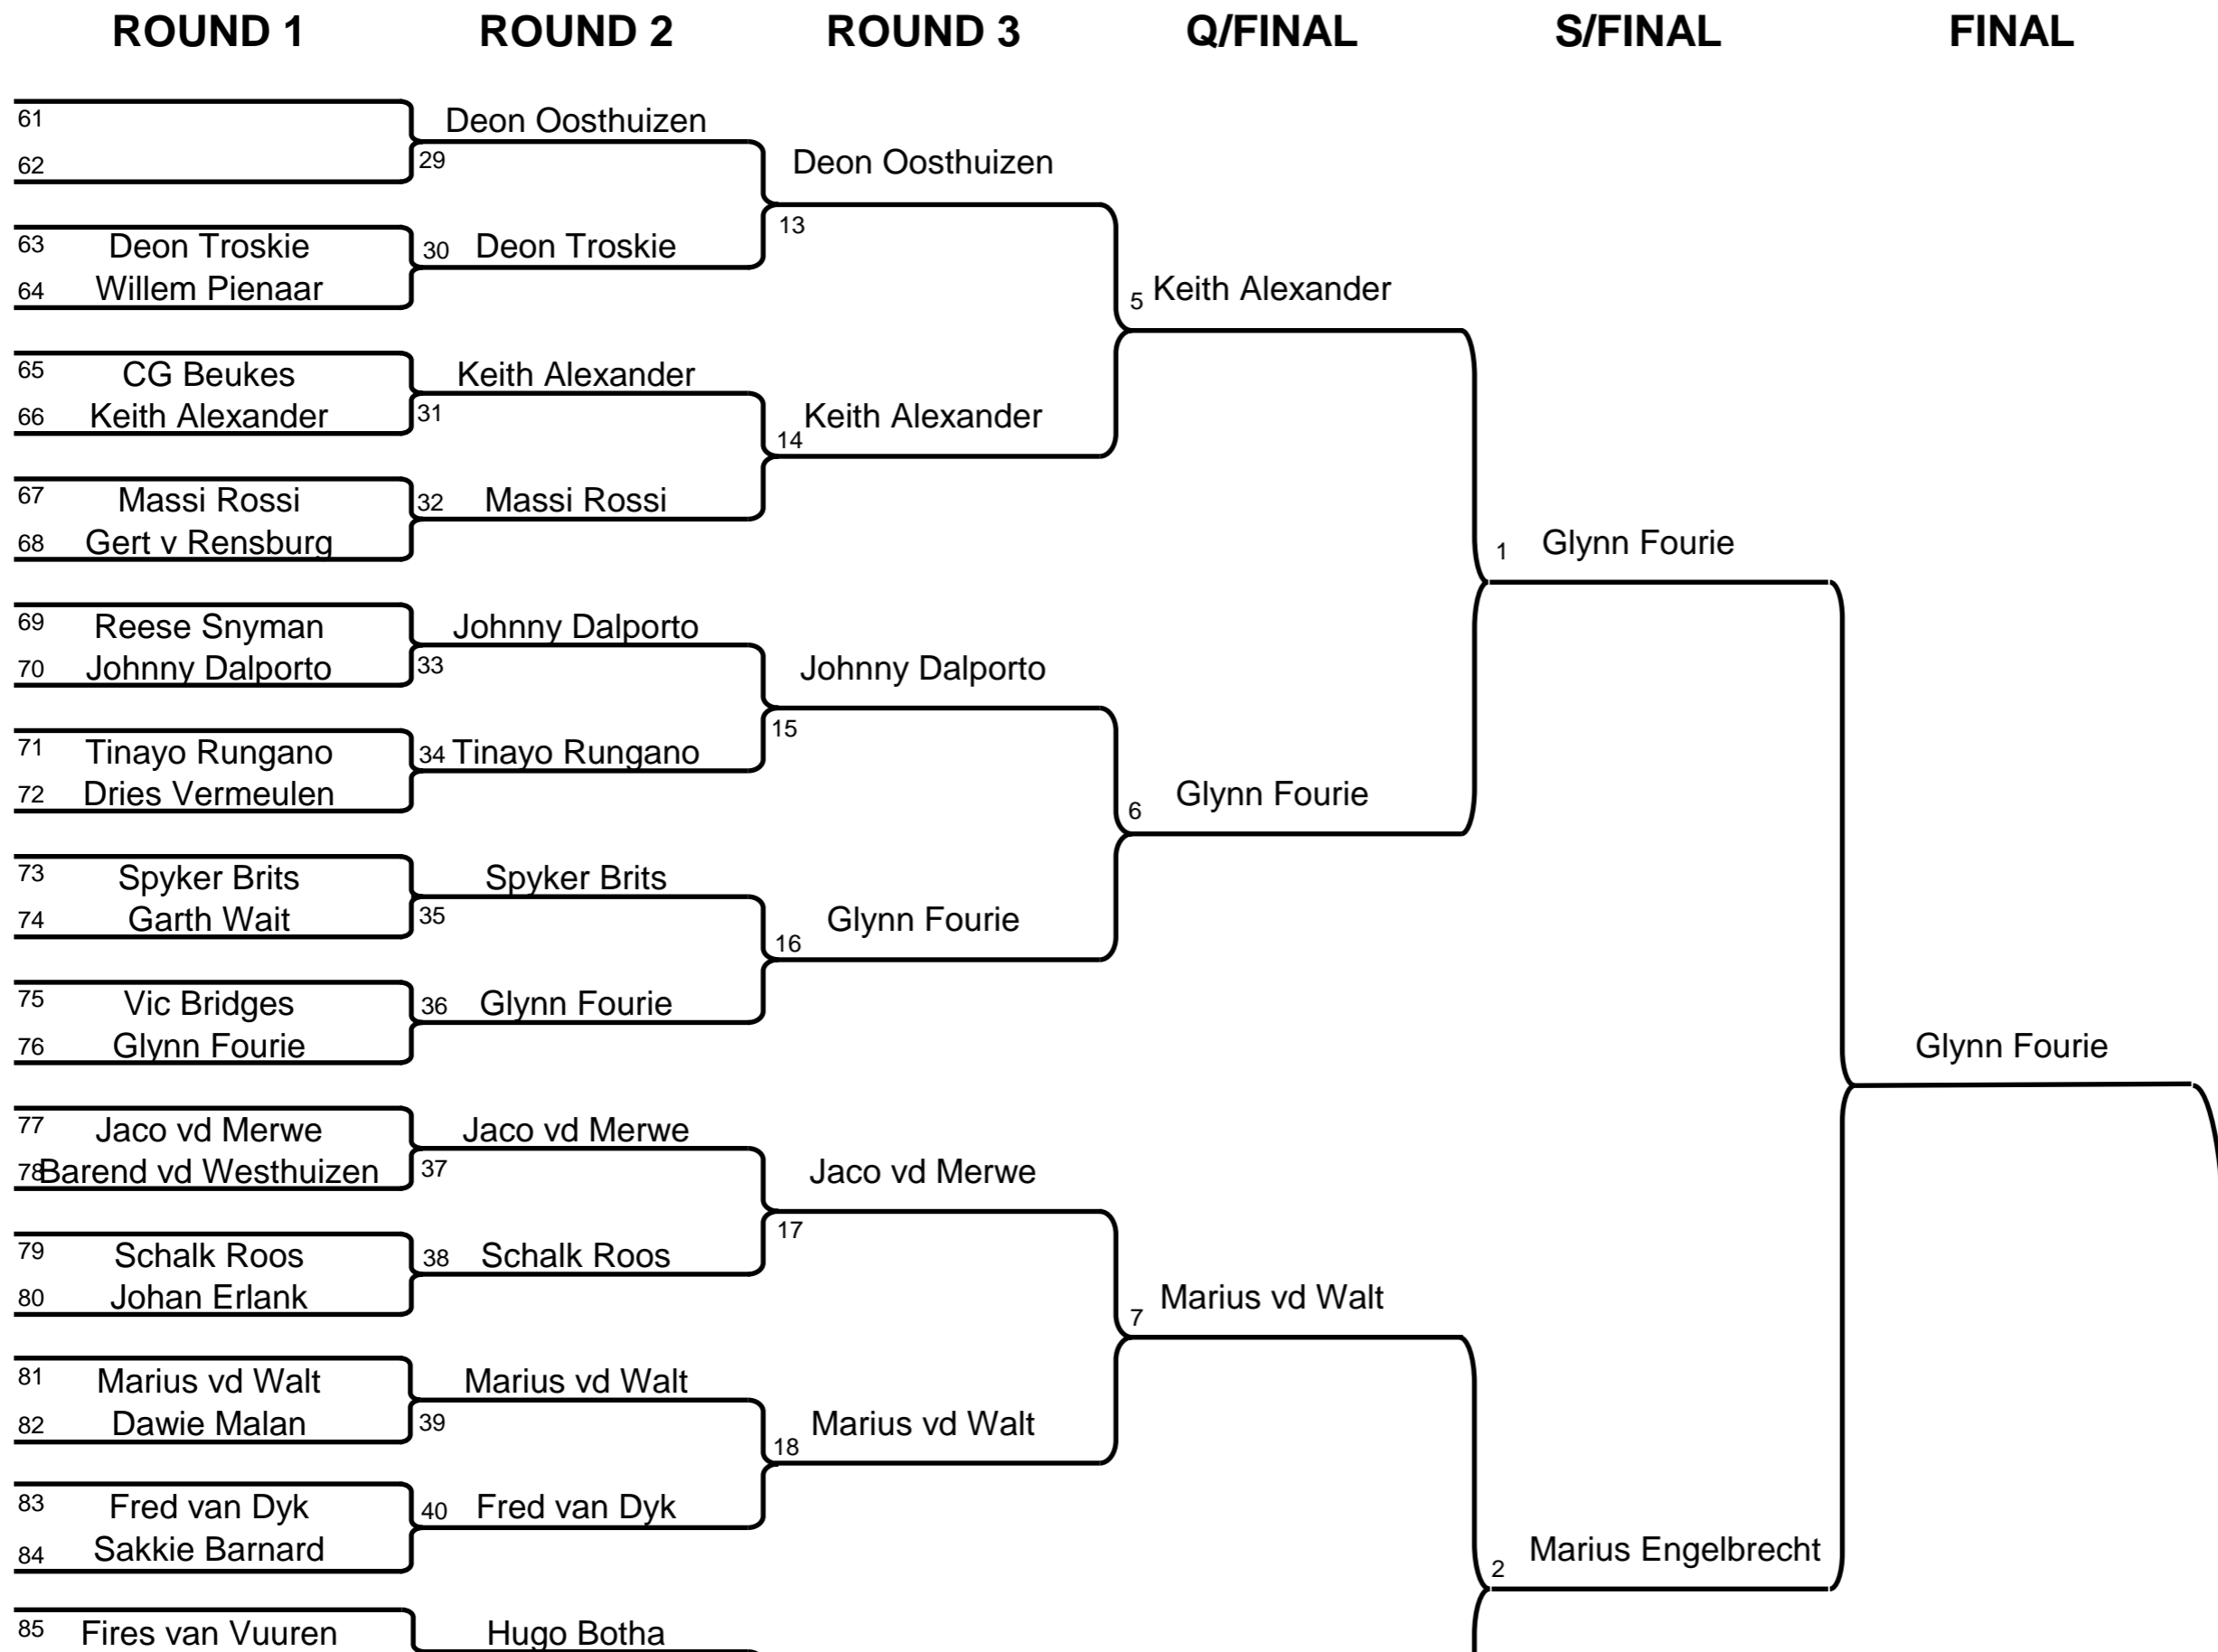 ROUND 1 ROUND 2 ROUND 3 Q/FINAL S/FINAL FINAL
61 Deon Oosthuizen
62 29 Deon Oosthuizen
13
63 Deon Troskie 30 Deon Troskie
64 Willem Pienaar 5 Keith Alexander
65 CG Beukes Keith Alexander
66 Keith Alexander 31 Keith Alexander
14
67 Massi Rossi 32 Massi Rossi
68 Gert v Rensburg 1 Glynn Fourie
69 Reese Snyman Johnny Dalporto
70 Johnny Dalporto 33 Johnny Dalporto
15
71 Tinayo Rungano 34 Tinayo Rungano
72 Dries Vermeulen 6 Glynn Fourie
73 Spyker Brits Spyker Brits
74 Garth Wait 35 Glynn Fourie
16
75 Vic Bridges 36 Glynn Fourie
76 Glynn Fourie Glynn Fourie
77 Jaco vd Merwe Jaco vd Merwe
78 Barend vd Westhuizen 37 Jaco vd Merwe
17
79 Schalk Roos 38 Schalk Roos
80 Johan Erlank 7 Marius vd Walt
81 Marius vd Walt Marius vd Walt
82 Dawie Malan 39 Marius vd Walt
18
83 Fred van Dyk 40 Fred van Dyk
84 Sakkie Barnard 2 Marius Engelbrecht
85 Fires van Vuuren Hugo Botha